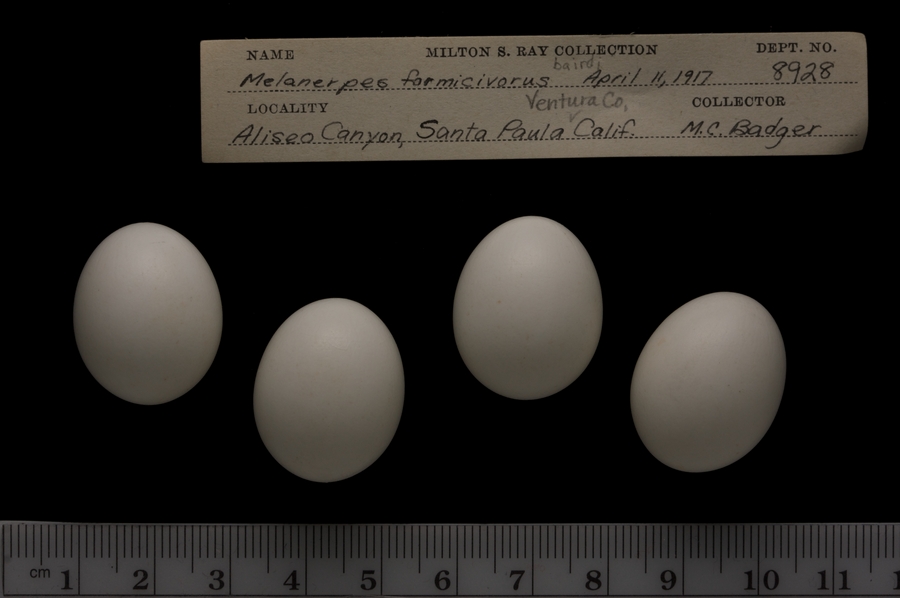 NAME MILTON S. RAY COLLECTION DEPT. NO.
bairdi
Melanerpes formicivorus April 11, 1917 8928
Ventura Co,
LOCALITY COLLECTOR
Aliseo Canyon, Santa Paula Calif. M.C. Badger
cm 1 2 3 4 5 6 7 8 9 10 11